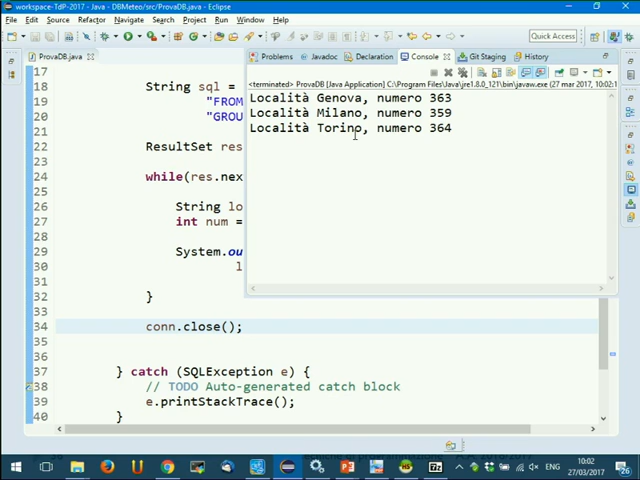 workspace-TdP-2017 - Java - DBMeteo/src/ProvaDB.java - Eclipse
File Edit Source Refactor Navigate Search Project Run Window Help
Quick Access
ProvaDB.java
Problems Javadoc Declaration Console Git Staging History
<terminated> ProvaDB [Java Application] C:\Program Files\Java\jre1.8.0_121\bin\javaw.exe (27 mar 2017, 10:0
Località Genova, numero 363
Località Milano, numero 359
Località Torino, numero 364
17
18 String sql =
19 "FROM
20 "GROU
21
22 ResultSet res
23
24 while(res.nex
25
26 String lo
27 int num =
28
29 System.ou
30 l
31
32 }
33
34 conn.close();
35
37 } catch (SQLException e) {
38 // TODO Auto-generated catch block
39 e.printStackTrace();
40 }
10:02
27/03/2017